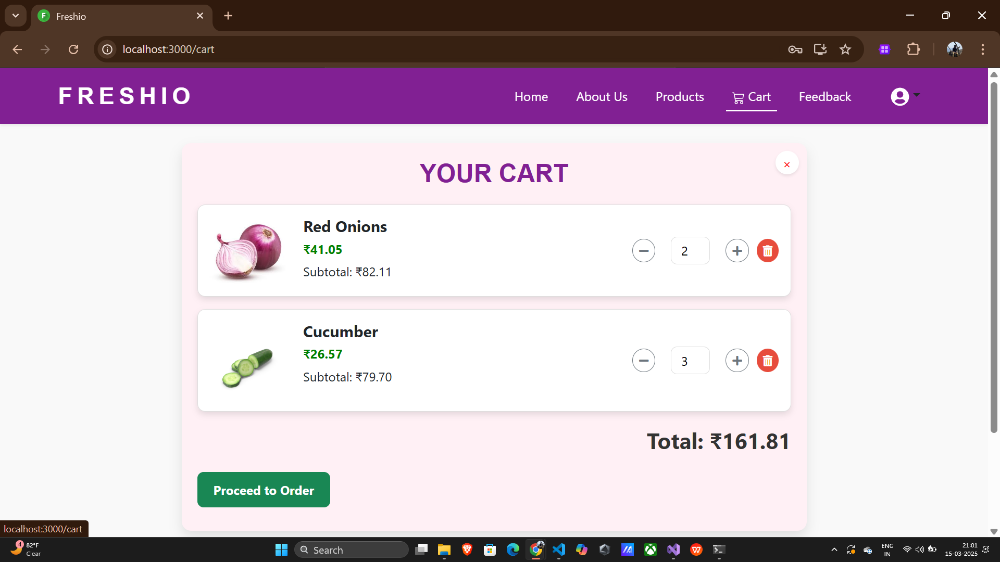 F Freshio
localhost:3000/cart
FRESHIO
Home About Us Products Cart Feedback
YOUR CART
Red Onions
₹41.05
Subtotal: ₹82.11
2
Cucumber
₹26.57
Subtotal: ₹79.70
3
Total: ₹161.81
Proceed to Order
localhost:3000/cart
4 82°F
Clear
Search
ENG
IN
21:01
15-03-2025